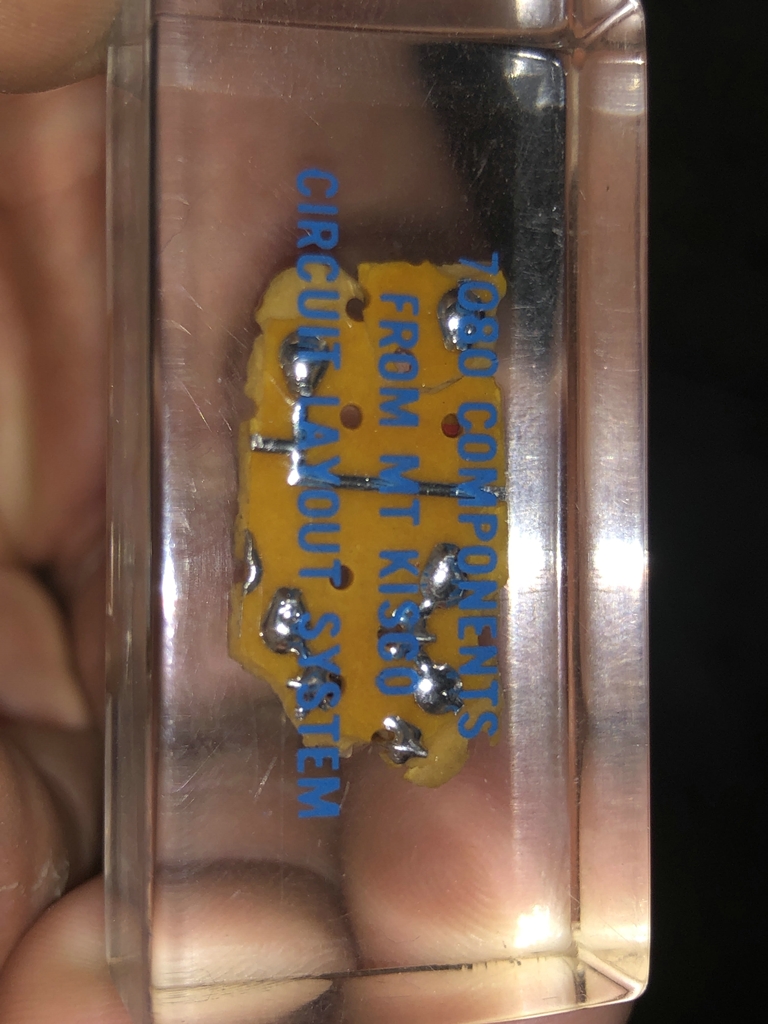 7080 COMPONENTS
FROM MT KISCO
CIRCUIT LAYOUT SYSTEM